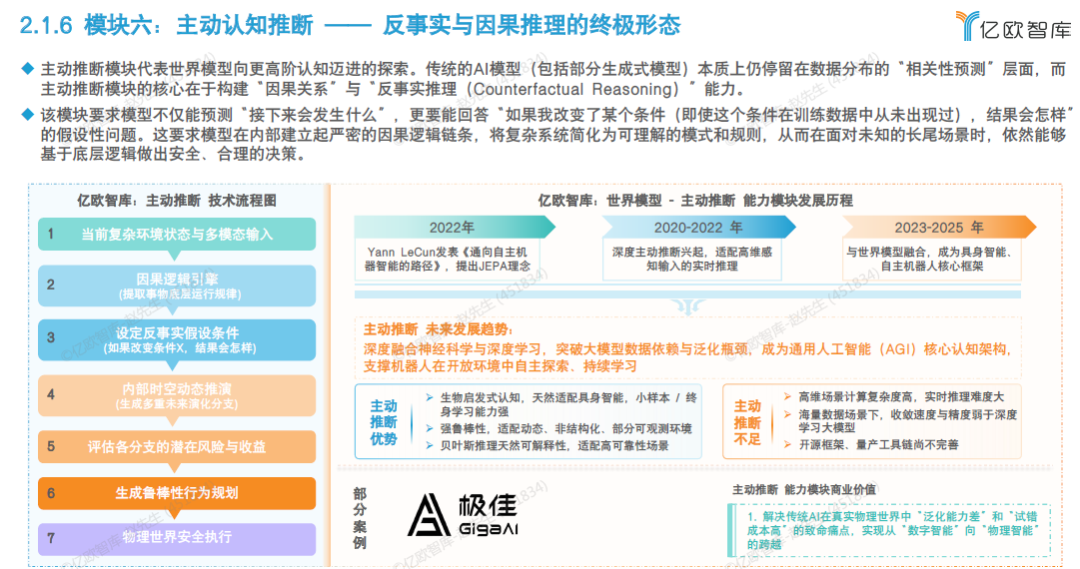 2.1.6 模块六：主动认知推断 —— 反事实与因果推理的终极形态
亿欧智库
主动推断模块代表世界模型向更高阶认知迈进的探索。传统的AI模型（包括部分生成式模型）本质上仍停留在数据分布的“相关性预测”层面，而
主动推断模块的核心在于构建“因果关系”与“反事实推理（Counterfactual Reasoning）”能力。
该模块要求模型不仅能预测“接下来会发生什么”，更要能回答“如果我改变了某个条件（即使这个条件在训练数据中从未出现过），结果会怎样”
的假设性问题。这要求模型在内部建立起严密的因果逻辑链条，将复杂系统简化为可理解的模式和规则，从而在面对未知的长尾场景时，依然能够
基于底层逻辑做出安全、合理的决策。
亿欧智库：主动推断 技术流程图
1 当前复杂环境状态与多模态输入
2 因果逻辑引擎
(提取事物底层运行规律)
3 设定反事实假设条件
(如果改变条件X，结果会怎样)
4 内部时空动态推演
(生成多重未来演化分支)
5 评估各分支的潜在风险与收益
6 生成鲁棒性行为规划
7 物理世界安全执行
亿欧智库：世界模型 - 主动推断 能力模块发展历程
2022年
Yann LeCun发表《通向自主机
器智能的路径》，提出JEPA理念
2020-2022 年
深度主动推断兴起，适配高维感
知输入的实时推理
2023-2025 年
与世界模型融合，成为具身智能、
自主机器人核心框架
主动推断 未来发展趋势：
深度融合神经科学与深度学习，突破大模型数据依赖与泛化瓶颈，成为通用人工智能（AGI）核心认知架构，
支撑机器人在开放环境中自主探索、持续学习
主动
推断
优势
生物启发式认知，天然适配具身智能，小样本 / 终
身学习能力强
强鲁棒性，适配动态、非结构化、部分可观测环境
贝叶斯推理天然可解释性，适配高可靠性场景
主动
推断
不足
高维场景计算复杂度高，实时推理难度大
海量数据场景下，收敛速度与精度弱于深度
学习大模型
开源框架、量产工具链尚不完善
部
分
案
例
极佳
GigaAI
主动推断 能力模块商业价值
1. 解决传统AI在真实物理世界中“泛化能力差”和“试错
成本高”的致命痛点，实现从“数字智能”向“物理智能”
的跨越
©亿欧智库-赵先生 (451834)